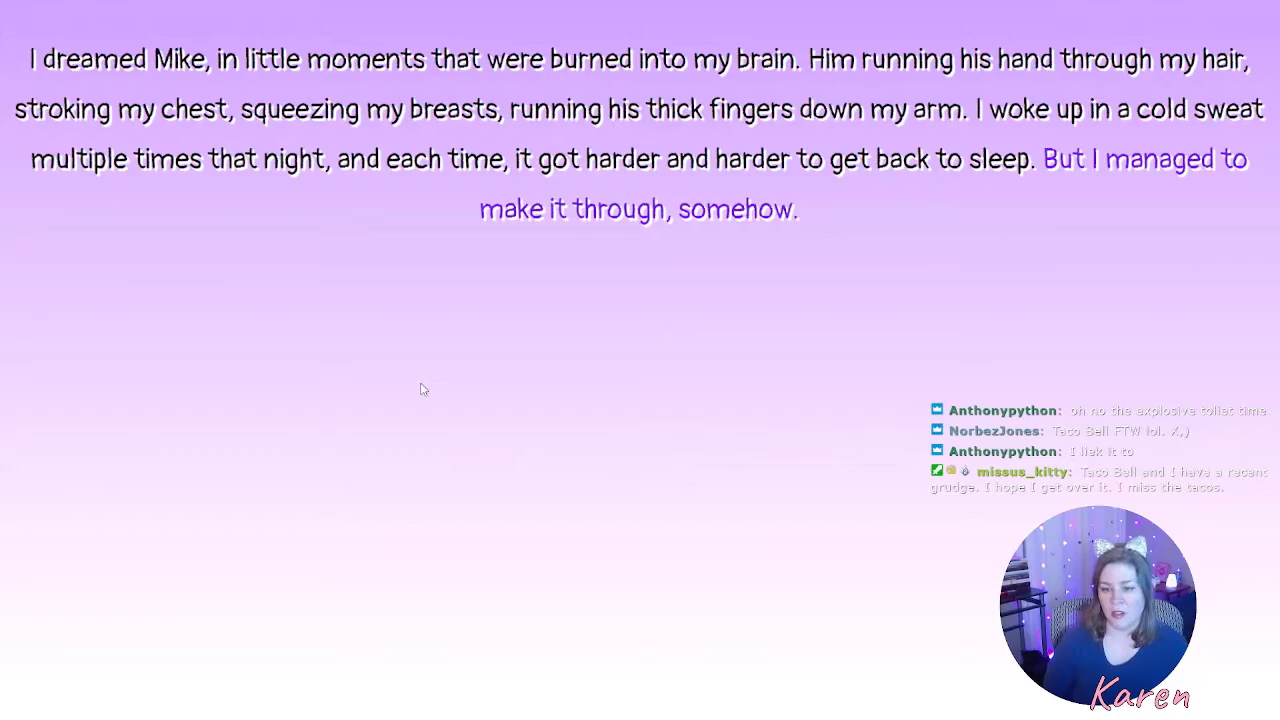 I dreamed Mike, in little moments that were burned into my brain. Him running his hand through my hair,
stroking my chest, squeezing my breasts, running his thick fingers down my arm. I woke up in a cold sweat
multiple times that night, and each time, it got harder and harder to get back to sleep. But I managed to
make it through, somehow.
Anthonypython: oh no the explosive toliet time
NorbezJones: Taco Bell FTW lol. X,)
Anthonypython: I liek it to
missus_kitty: Taco Bell and I have a recent
grudge. I hope I get over it. I miss the tacos.
Karen